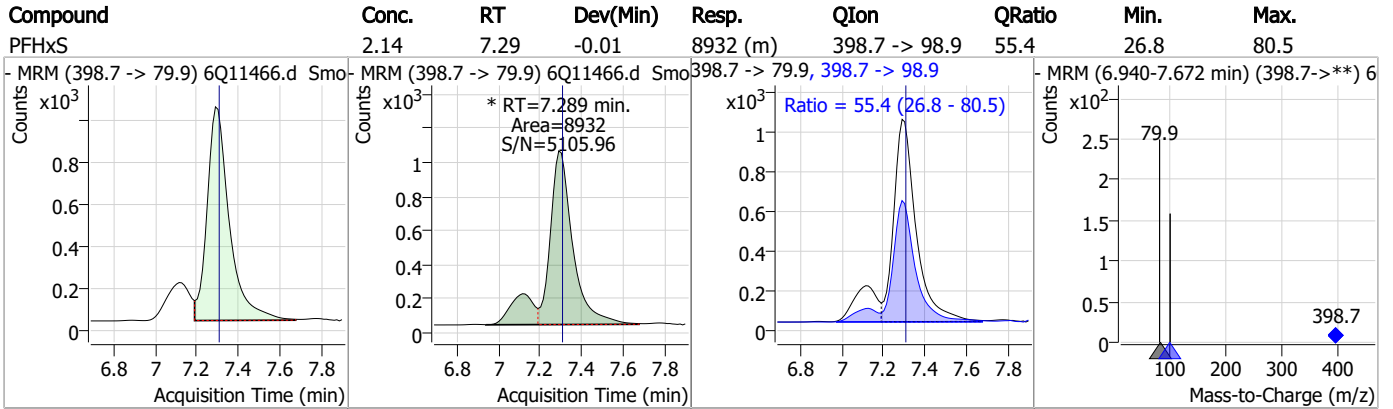 Compound Conc. RT Dev(Min) Resp. QIon QRatio Min. Max.
PFHxS 2.14 7.29 -0.01 8932 (m) 398.7 -> 98.9 55.4 26.8 80.5
- MRM (398.7 -> 79.9) 6Q11466.d Smo
Counts
x10³
0.8
0.6
0.4
0.2
0
6.8 7 7.2 7.4 7.6 7.8
Acquisition Time (min)
- MRM (398.7 -> 79.9) 6Q11466.d Smo
Counts
x10³
* RT=7.289 min.
Area=8932
S/N=5105.96
1
0.8
0.6
0.4
0.2
0
6.8 7 7.2 7.4 7.6 7.8
Acquisition Time (min)
398.7 -> 79.9, 398.7 -> 98.9
x10³
Ratio = 55.4 (26.8 - 80.5)
1
0.8
0.6
0.4
0.2
0
6.8 7 7.2 7.4 7.6 7.8
Acquisition Time (min)
- MRM (6.940-7.672 min) (398.7->**) 6
Counts
x10²
79.9
2.5
2
1.5
1
0.5
398.7
0
100 200 300 400
Mass-to-Charge (m/z)